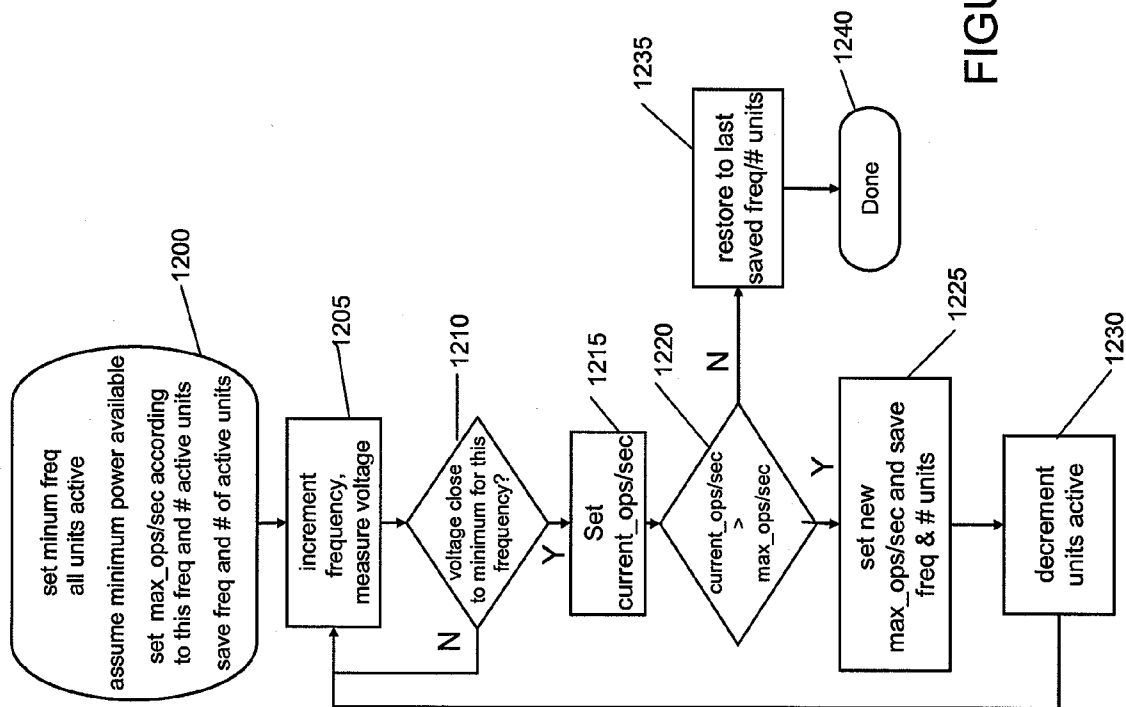 set minum freq
all units active
assume minimum power available
set max_ops/sec according
to this freq and # active units
save freq and # of active units
1200
increment
frequency,
measure voltage
1205
voltage close
to minimum for this
frequency?
1210
N
Y
Set
current_ops/sec
1215
current_ops/sec
>
max_ops/sec
1220
N
Y
restore to last
saved freq/# units
1235
Done
1240
set new
max_ops/sec and save
freq & # units
1225
decrement
units active
1230
FIGU